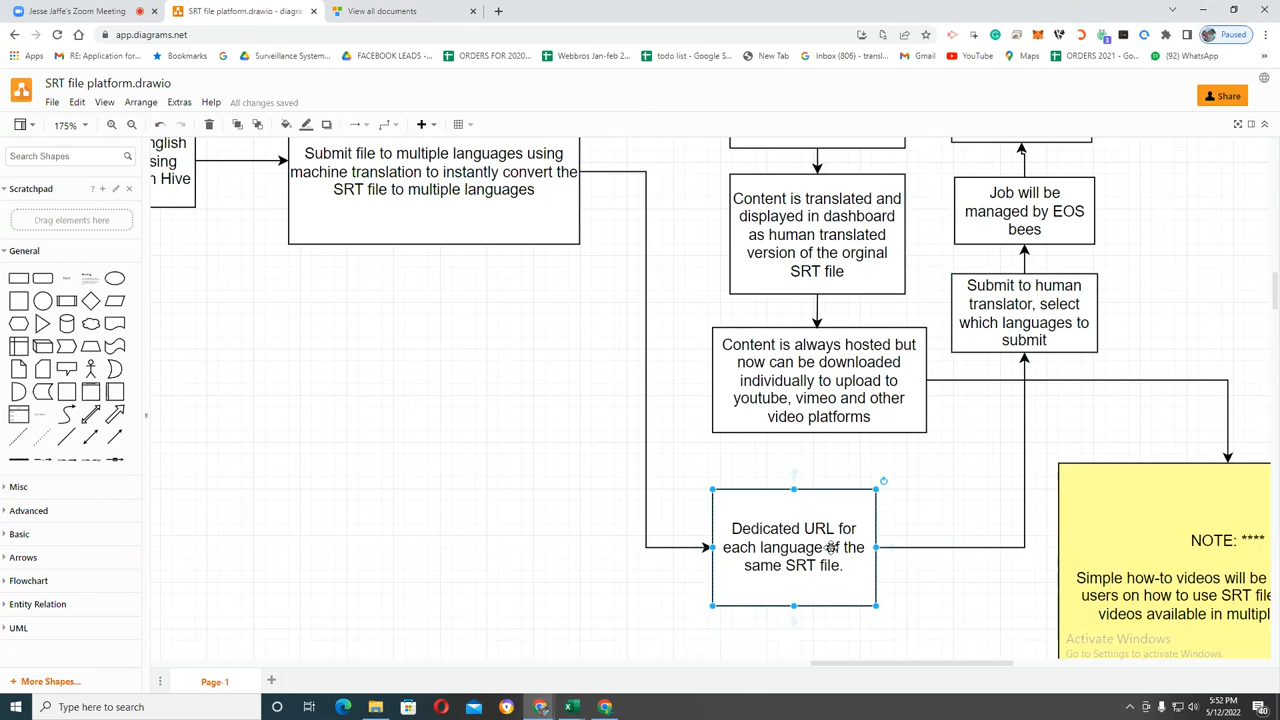 Jesse Jaffe's Zoom Meeting
SRT file platform.drawio - diagra
View all documents
app.diagrams.net
Paused
Apps
RE: Application for...
Bookmarks
Surveillance System...
FACEBOOK LEADS -...
ORDERS FOR 2020...
Webbros Jan-feb 2...
todo list - Google S...
New Tab
Inbox (806) - transl...
Gmail
YouTube
Maps
ORDERS 2021 - Go...
(92) WhatsApp
SRT file platform.drawio
File
Edit
View
Arrange
Extras
Help
All changes saved
Share
175%
Search Shapes
Scratchpad
Drag elements here
General
Misc
Advanced
Basic
Arrows
Flowchart
Entity Relation
UML
+ More Shapes...
Page-1
nglish
sing
n Hive
Submit file to multiple languages using
machine translation to instantly convert the
SRT file to multiple languages
Content is translated and
displayed in dashboard
as human translated
version of the orginal
SRT file
Content is always hosted but
now can be downloaded
individually to upload to
youtube, vimeo and other
video platforms
Dedicated URL for
each language of the
same SRT file.
Job will be
managed by EOS
bees
Submit to human
translator, select
which languages to
submit
NOTE: ****
Simple how-to videos will be
users on how to use SRT file
videos available in multipl
Activate Windows
Go to Settings to activate Windows.
Type here to search
5:52 PM
5/12/2022
40